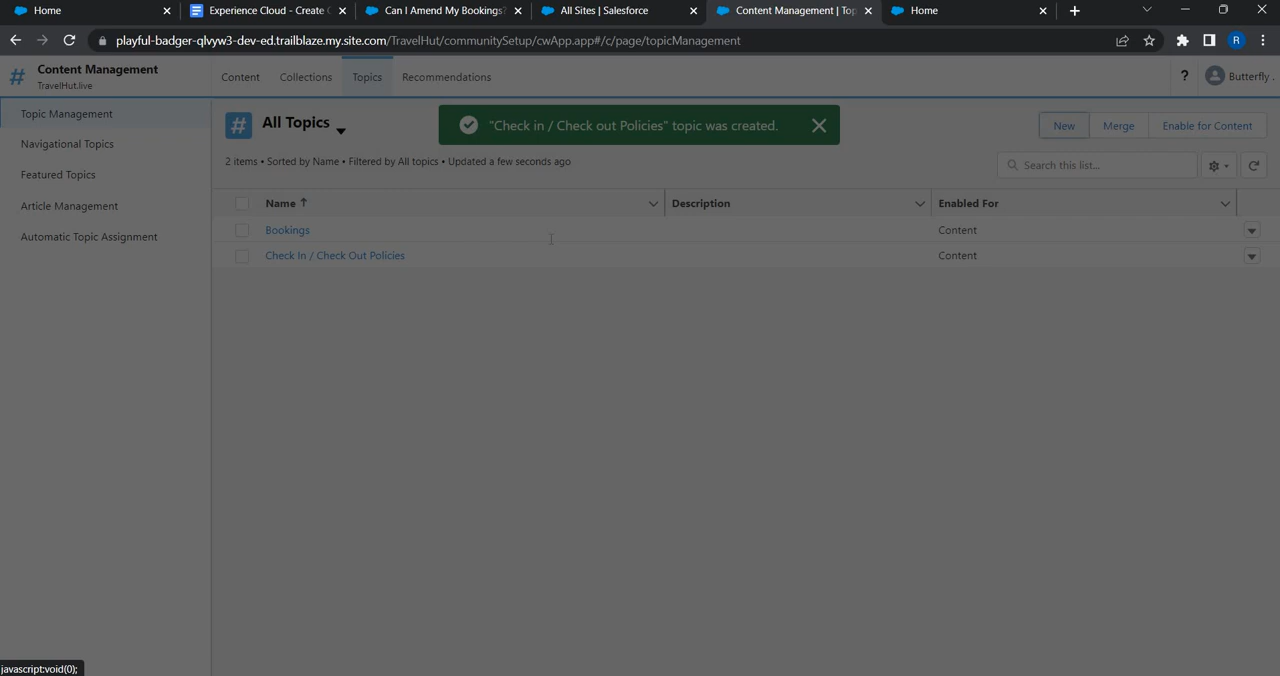 Home
Experience Cloud - Create
Can I Amend My Bookings?
All Sites | Salesforce
Content Management | Top
Home
playful-badger-qlvyw3-dev-ed.trailblaze.my.site.com/TravelHut/communitySetup/cwApp.app#/c/page/topicManagement
R
Content Management
TravelHut.live
Content
Collections
Topics
Recommendations
?
Butterfly .
Topic Management
Navigational Topics
Featured Topics
Article Management
Automatic Topic Assignment
# All Topics
"Check in / Check out Policies" topic was created.
New
Merge
Enable for Content
2 items • Sorted by Name • Filtered by All topics • Updated a few seconds ago
Search this list...
Name ↑
Description
Enabled For
Bookings
Content
Check In / Check Out Policies
Content
javascript:void(0);